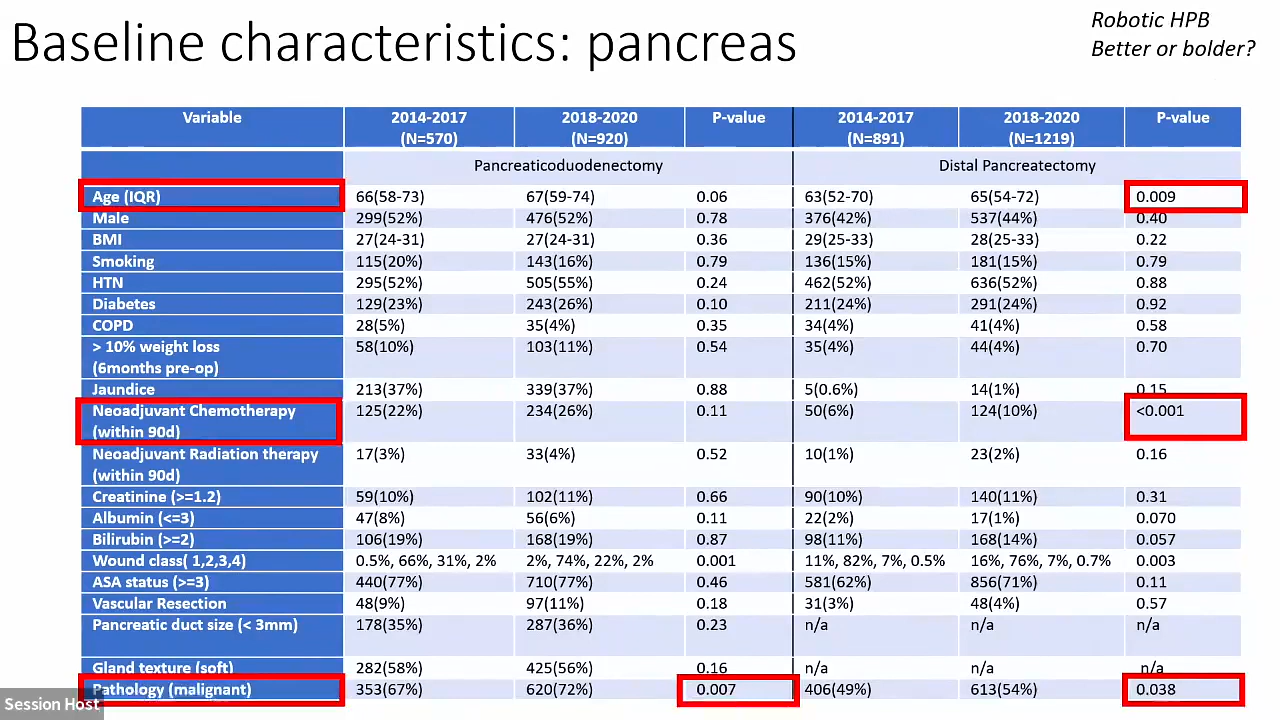 Baseline characteristics: pancreas
Robotic HPB
Better or bolder?
Variable 2014-2017 (N=570) 2018-2020 (N=920) P-value 2014-2017 (N=891) 2018-2020 (N=1219) P-value
Pancreaticoduodenectomy Distal Pancreatectomy
Age (IQR) 66(58-73) 67(59-74) 0.06 63(52-70) 65(54-72) 0.009
Male 299(52%) 476(52%) 0.78 376(42%) 537(44%) 0.40
BMI 27(24-31) 27(24-31) 0.36 29(25-33) 28(25-33) 0.22
Smoking 115(20%) 143(16%) 0.79 136(15%) 181(15%) 0.79
HTN 295(52%) 505(55%) 0.24 462(52%) 636(52%) 0.88
Diabetes 129(23%) 243(26%) 0.10 211(24%) 291(24%) 0.92
COPD 28(5%) 35(4%) 0.35 34(4%) 41(4%) 0.58
> 10% weight loss (6months pre-op) 58(10%) 103(11%) 0.54 35(4%) 44(4%) 0.70
Jaundice 213(37%) 339(37%) 0.88 5(0.6%) 14(1%) 0.15
Neoadjuvant Chemotherapy (within 90d) 125(22%) 234(26%) 0.11 50(6%) 124(10%) <0.001
Neoadjuvant Radiation therapy (within 90d) 17(3%) 33(4%) 0.52 10(1%) 23(2%) 0.16
Creatinine (>=1.2) 59(10%) 102(11%) 0.66 90(10%) 140(11%) 0.31
Albumin (<=3) 47(8%) 56(6%) 0.11 22(2%) 17(1%) 0.070
Bilirubin (>=2) 106(19%) 168(19%) 0.87 98(11%) 168(14%) 0.057
Wound class( 1,2,3,4) 0.5%, 66%, 31%, 2% 2%, 74%, 22%, 2% 0.001 11%, 82%, 7%, 0.5% 16%, 76%, 7%, 0.7% 0.003
ASA status (>=3) 440(77%) 710(77%) 0.46 581(62%) 856(71%) 0.11
Vascular Resection 48(9%) 97(11%) 0.18 31(3%) 48(4%) 0.57
Pancreatic duct size (< 3mm) 178(35%) 287(36%) 0.23 n/a n/a n/a
Gland texture (soft) 282(58%) 425(56%) 0.16 n/a n/a n/a
Pathology (malignant) 353(67%) 620(72%) 0.007 406(49%) 613(54%) 0.038
Session Host